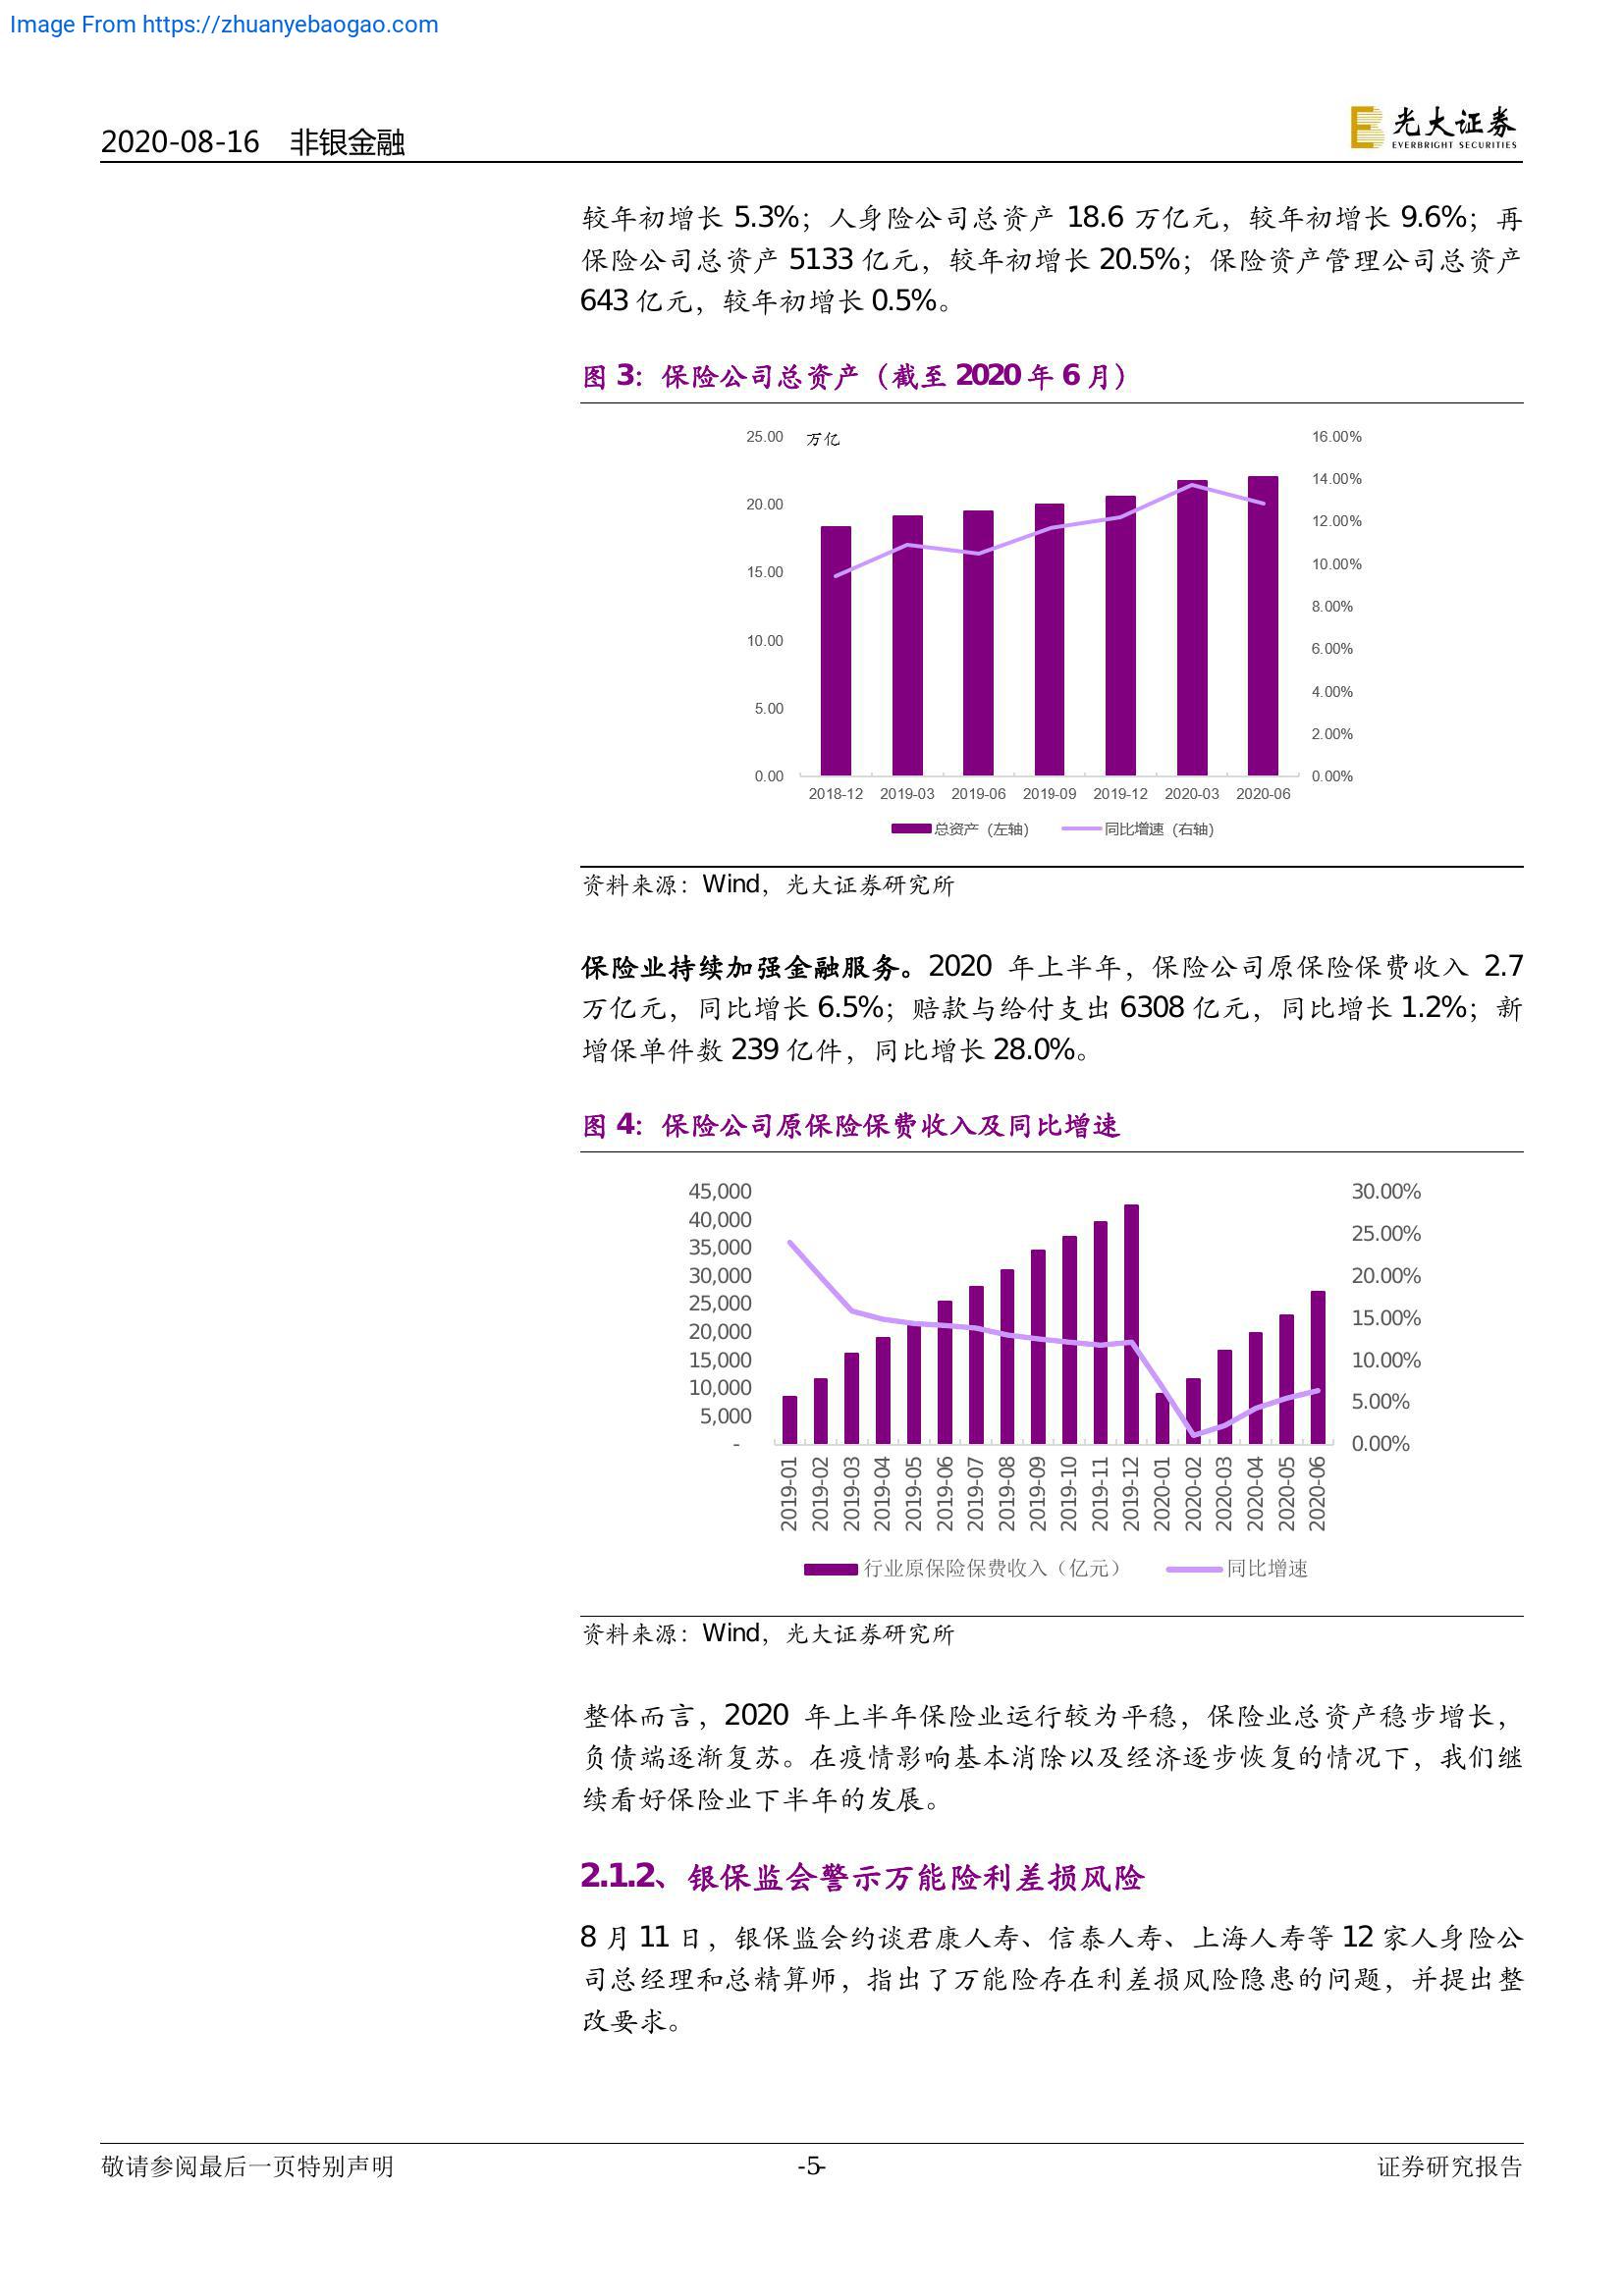 Image From https://zhuanyebaogao.com
2020-08-16 非银金融
光大证券
EVERBRIGHT SECURITIES
较年初增长 5.3%；人身险公司总资产 18.6 万亿元，较年初增长 9.6%；再
保险公司总资产 5133 亿元，较年初增长 20.5%；保险资产管理公司总资产
643 亿元，较年初增长 0.5%。
图 3：保险公司总资产（截至 2020 年 6 月）
万亿
25.00
20.00
15.00
10.00
5.00
0.00
16.00%
14.00%
12.00%
10.00%
8.00%
6.00%
4.00%
2.00%
0.00%
2018-12 2019-03 2019-06 2019-09 2019-12 2020-03 2020-06
总资产（左轴） 同比增速（右轴）
资料来源：Wind，光大证券研究所
保险业持续加强金融服务。2020 年上半年，保险公司原保险保费收入 2.7
万亿元，同比增长 6.5%；赔款与给付支出 6308 亿元，同比增长 1.2%；新
增保单件数 239 亿件，同比增长 28.0%。
图 4：保险公司原保险保费收入及同比增速
45,000
40,000
35,000
30,000
25,000
20,000
15,000
10,000
5,000
-
30.00%
25.00%
20.00%
15.00%
10.00%
5.00%
0.00%
2019-01 2019-02 2019-03 2019-04 2019-05 2019-06 2019-07 2019-08 2019-09 2019-10 2019-11 2019-12 2020-01 2020-02 2020-03 2020-04 2020-05 2020-06
行业原保险保费收入（亿元） 同比增速
资料来源：Wind，光大证券研究所
整体而言，2020 年上半年保险业运行较为平稳，保险业总资产稳步增长，
负债端逐渐复苏。在疫情影响基本消除以及经济逐步恢复的情况下，我们继
续看好保险业下半年的发展。
2.1.2、银保监会警示万能险利差损风险
8 月 11 日，银保监会约谈君康人寿、信泰人寿、上海人寿等 12 家人身险公
司总经理和总精算师，指出了万能险存在利差损风险隐患的问题，并提出整
改要求。
敬请参阅最后一页特别声明
-5-
证券研究报告